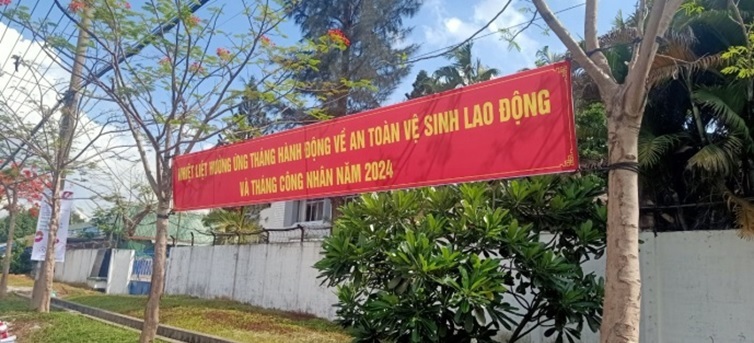 NHIỆT LIỆT HƯỞNG ỨNG THÁNG HÀNH ĐỘNG VỀ AN TOÀN VỆ SINH LAO ĐỘNG
VÀ THÁNG CÔNG NHÂN NĂM 2024